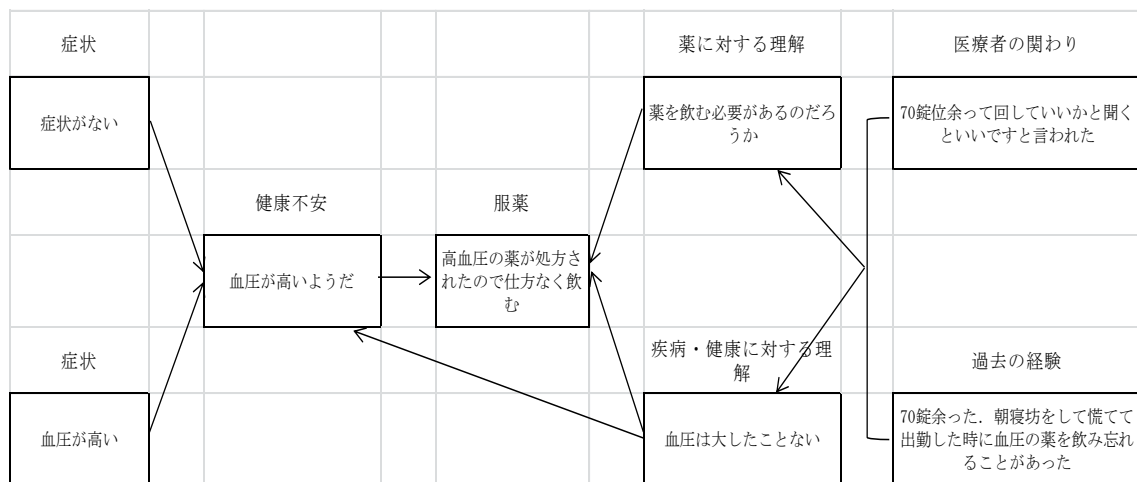 症状
薬に対する理解
医療者の関わり
症状がない
薬を飲む必要があるのだろ
うか
70錠位余って回していいかと聞く
といいですと言われた
健康不安
服薬
血圧が高いようだ
高血圧の薬が処方さ
れたので仕方なく飲
む
症状
疾病・健康に対する理
解
過去の経験
血圧が高い
血圧は大したことない
70錠余った．朝寝坊をして慌てて
出勤した時に血圧の薬を飲み忘れ
ることがあった